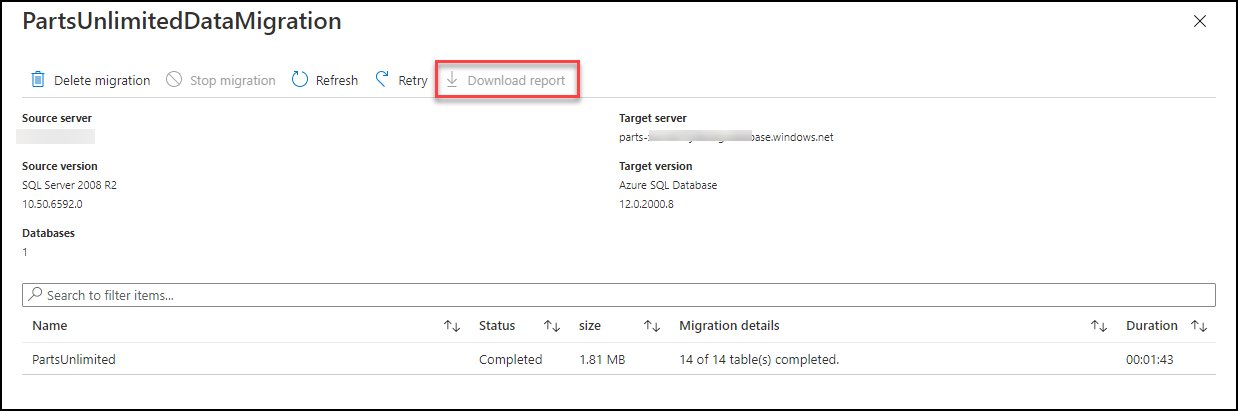 PartsUnlimitedDataMigration
Delete migration Stop migration Refresh Retry Download report
Source server Target server
parts- base.windows.net
Source version Target version
SQL Server 2008 R2 Azure SQL Database
10.50.6592.0 12.0.2000.8
Databases
1
Search to filter items...
Name Status size Migration details Duration
PartsUnlimited Completed 1.81 MB 14 of 14 table(s) completed. 00:01:43